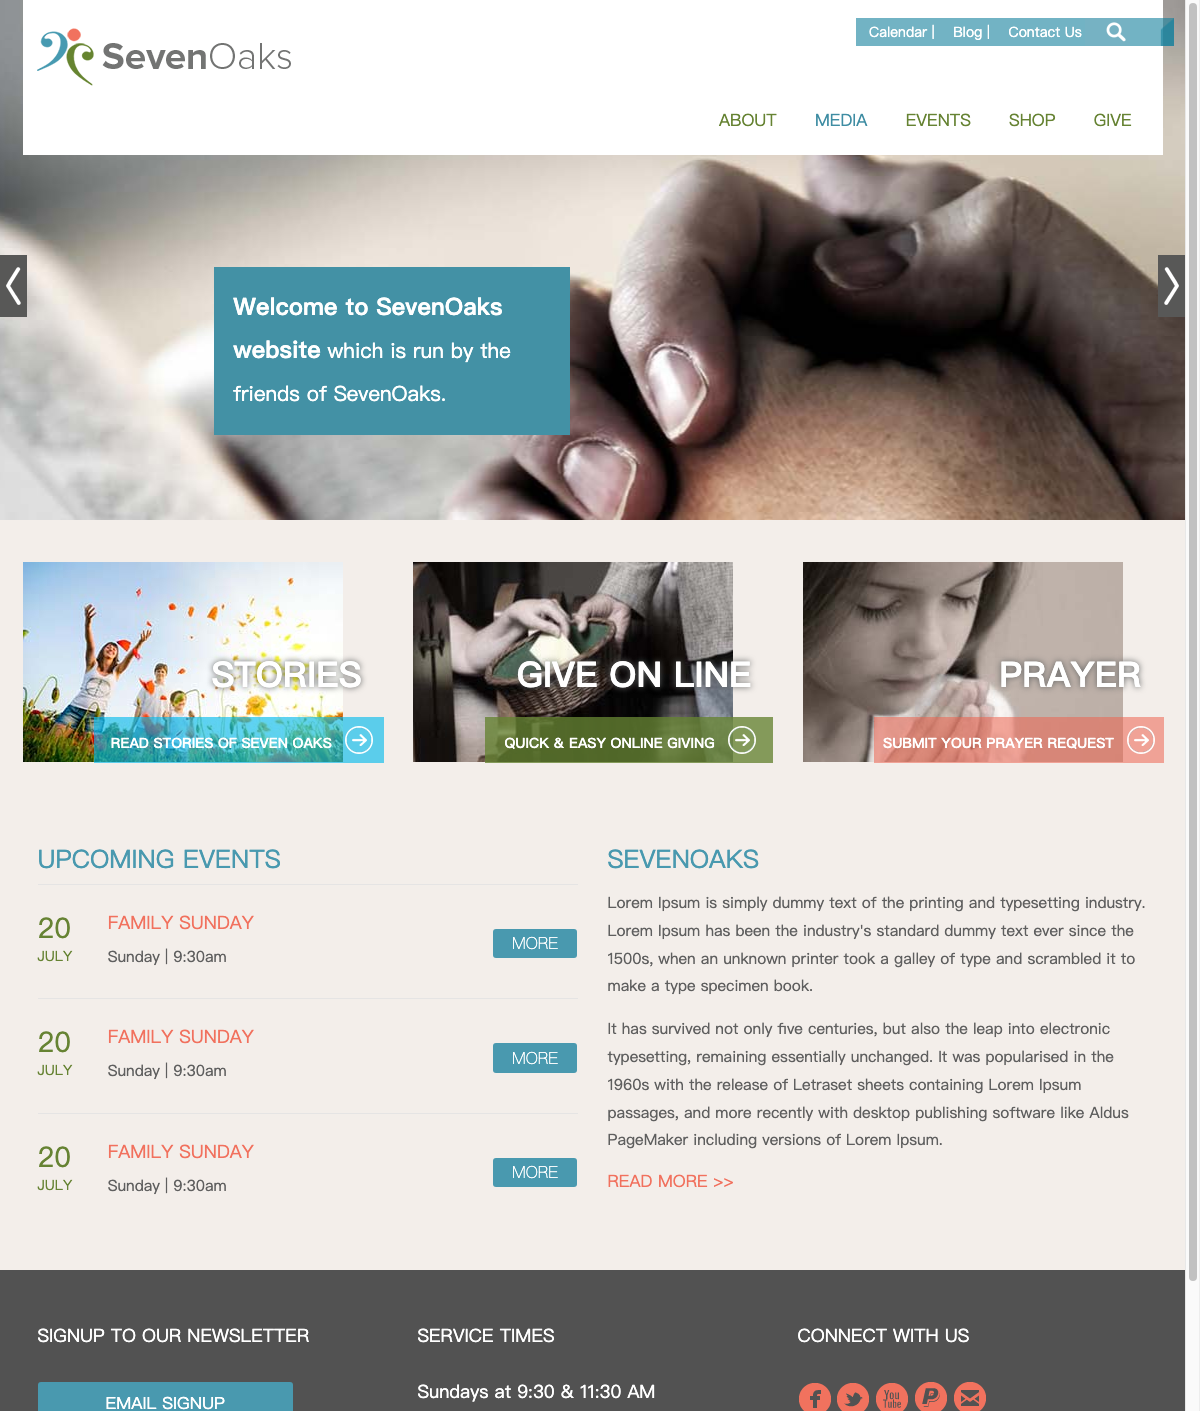 SevenOaks
Calendar |
Blog |
Contact Us
ABOUT
MEDIA
EVENTS
SHOP
GIVE
Welcome to SevenOaks
website which is run by the
friends of SevenOaks.
STORIES
READ STORIES OF SEVEN OAKS
GIVE ON LINE
QUICK & EASY ONLINE GIVING
PRAYER
SUBMIT YOUR PRAYER REQUEST
UPCOMING EVENTS
20
JULY
FAMILY SUNDAY
Sunday | 9:30am
MORE
20
JULY
FAMILY SUNDAY
Sunday | 9:30am
MORE
20
JULY
FAMILY SUNDAY
Sunday | 9:30am
MORE
SEVENOAKS
Lorem Ipsum is simply dummy text of the printing and typesetting industry.
Lorem Ipsum has been the industry's standard dummy text ever since the
1500s, when an unknown printer took a galley of type and scrambled it to
make a type specimen book.
It has survived not only five centuries, but also the leap into electronic
typesetting, remaining essentially unchanged. It was popularised in the
1960s with the release of Letraset sheets containing Lorem Ipsum
passages, and more recently with desktop publishing software like Aldus
PageMaker including versions of Lorem Ipsum.
READ MORE >>
SIGNUP TO OUR NEWSLETTER
EMAIL SIGNUP
SERVICE TIMES
Sundays at 9:30 & 11:30 AM
CONNECT WITH US
You
Tube